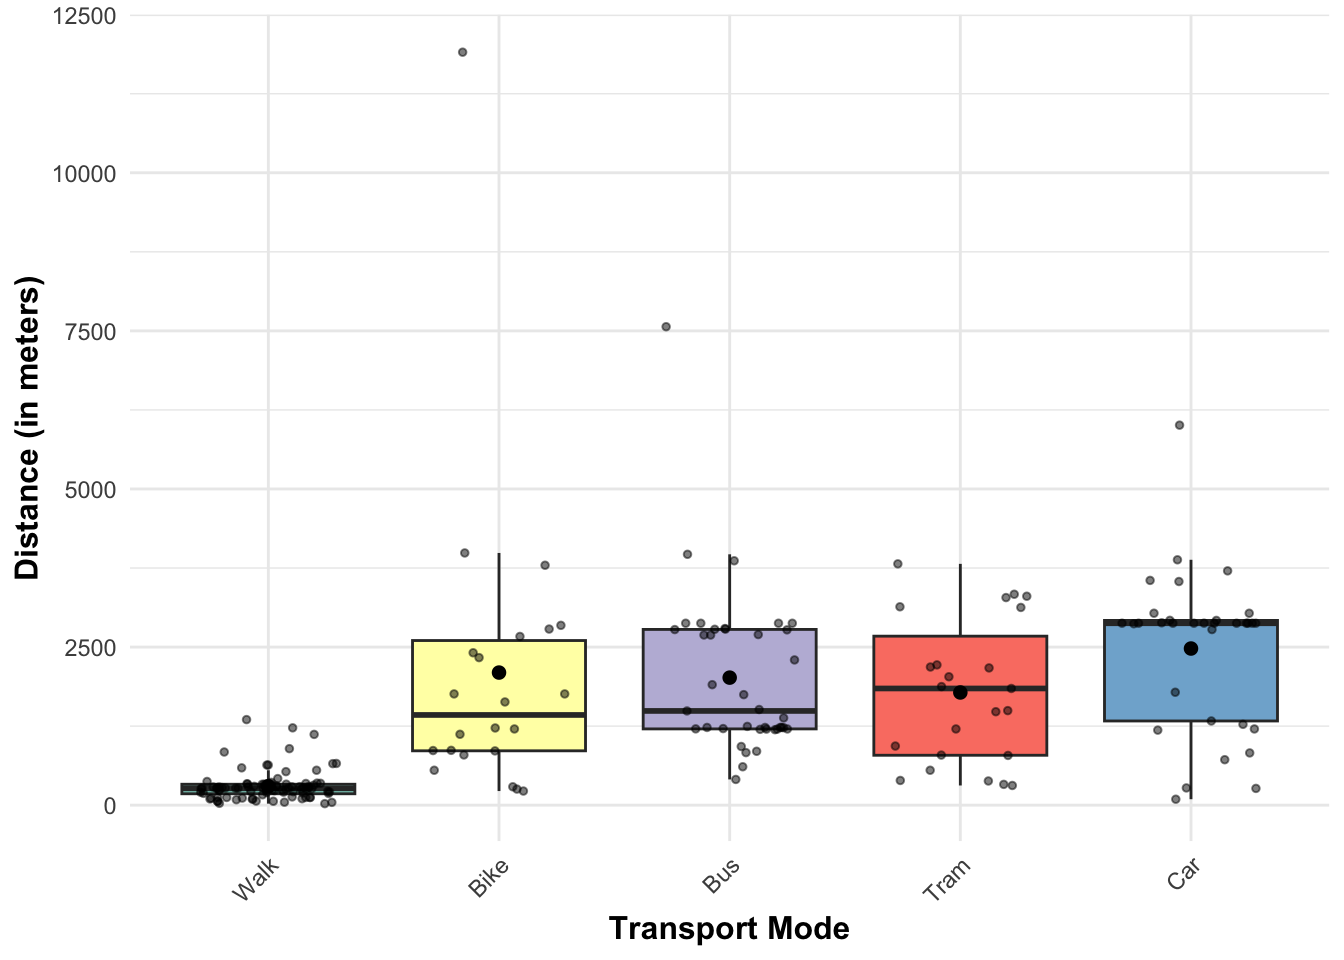 12500
10000
7500
5000
2500
0
Distance (in meters)
Walk
Bike
Bus
Tram
Car
Transport Mode